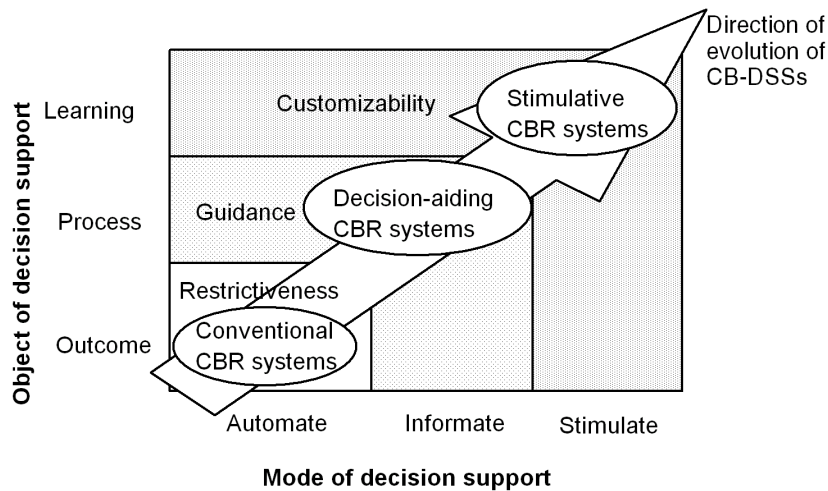 Direction of
evolution of
CB-DSSs
Object of decision support
Learning
Customizability
Stimulative
CBR systems
Process
Guidance
Decision-aiding
CBR systems
Restrictiveness
Outcome
Conventional
CBR systems
Automate
Informate
Stimulate
Mode of decision support